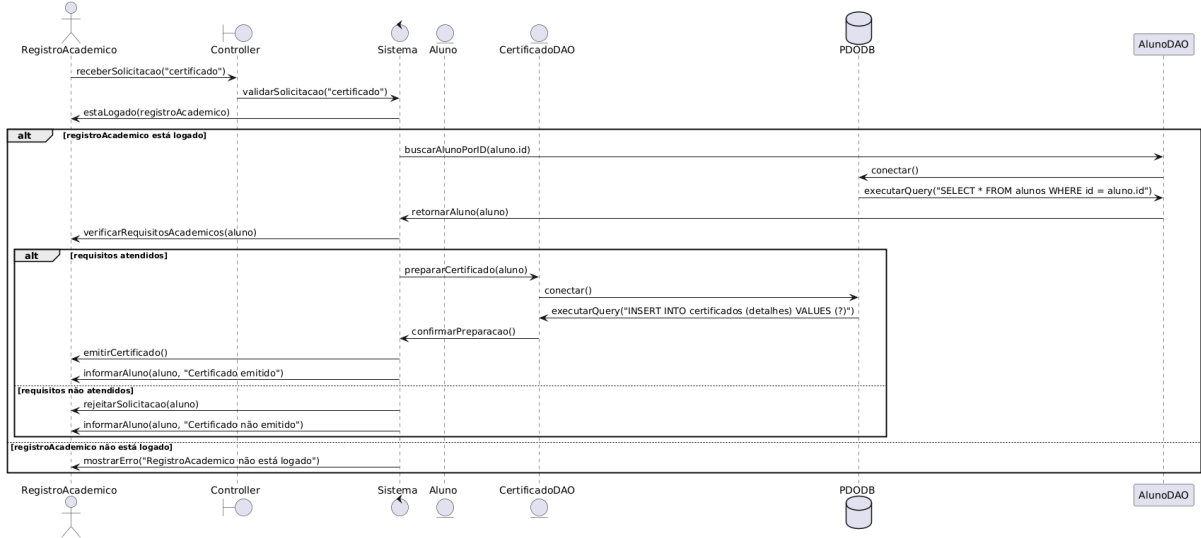 RegistroAcademico
Controller
Sistema
Aluno
CertificadoDAO
PDODB
AlunoDAO
receberSolicitacao("certificado")
validarSolicitacao("certificado")
estaLogado(registroAcademico)
alt [registroAcademico está logado]
buscarAlunoPorID(aluno.id)
conectar()
executarQuery("SELECT * FROM alunos WHERE id = aluno.id")
retornarAluno(aluno)
verificarRequisitosAcademicos(aluno)
alt [requisitos atendidos]
prepararCertificado(aluno)
conectar()
executarQuery("INSERT INTO certificados (detalhes) VALUES (?)")
confirmarPreparacao()
emitirCertificado()
informarAluno(aluno, "Certificado emitido")
[requisitos não atendidos]
rejeitarSolicitacao(aluno)
informarAluno(aluno, "Certificado não emitido")
[registroAcademico não está logado]
mostrarErro("RegistroAcademico não está logado")
RegistroAcademico
Controller
Sistema
Aluno
CertificadoDAO
PDODB
AlunoDAO